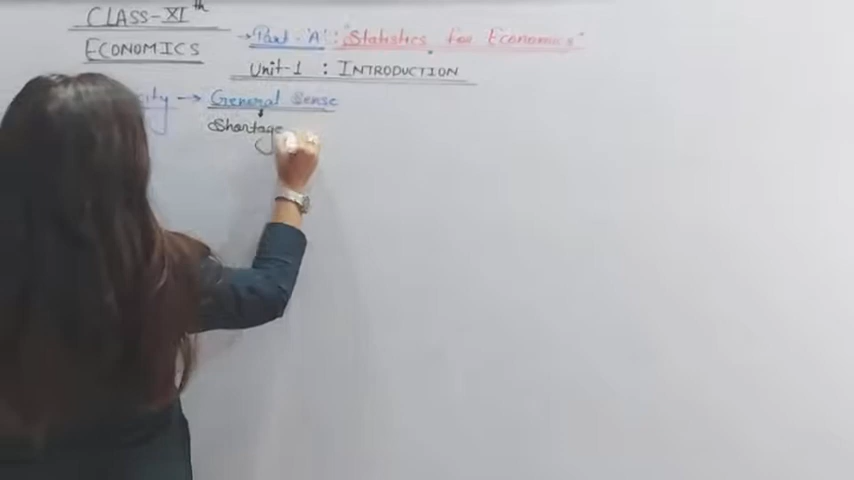 CLASS-XIth
ECONOMICS → Part-'A' : "Statistics for Economics"
Unit-1 : INTRODUCTION
→ General Sense
Shortage